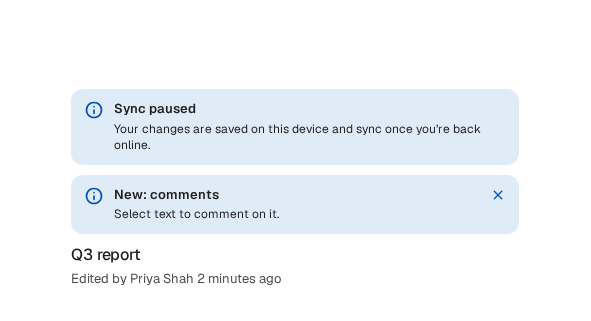 Sync paused
Your changes are saved on this device and sync once you're back
online.
New: comments
Select text to comment on it.
Q3 report
Edited by Priya Shah 2 minutes ago